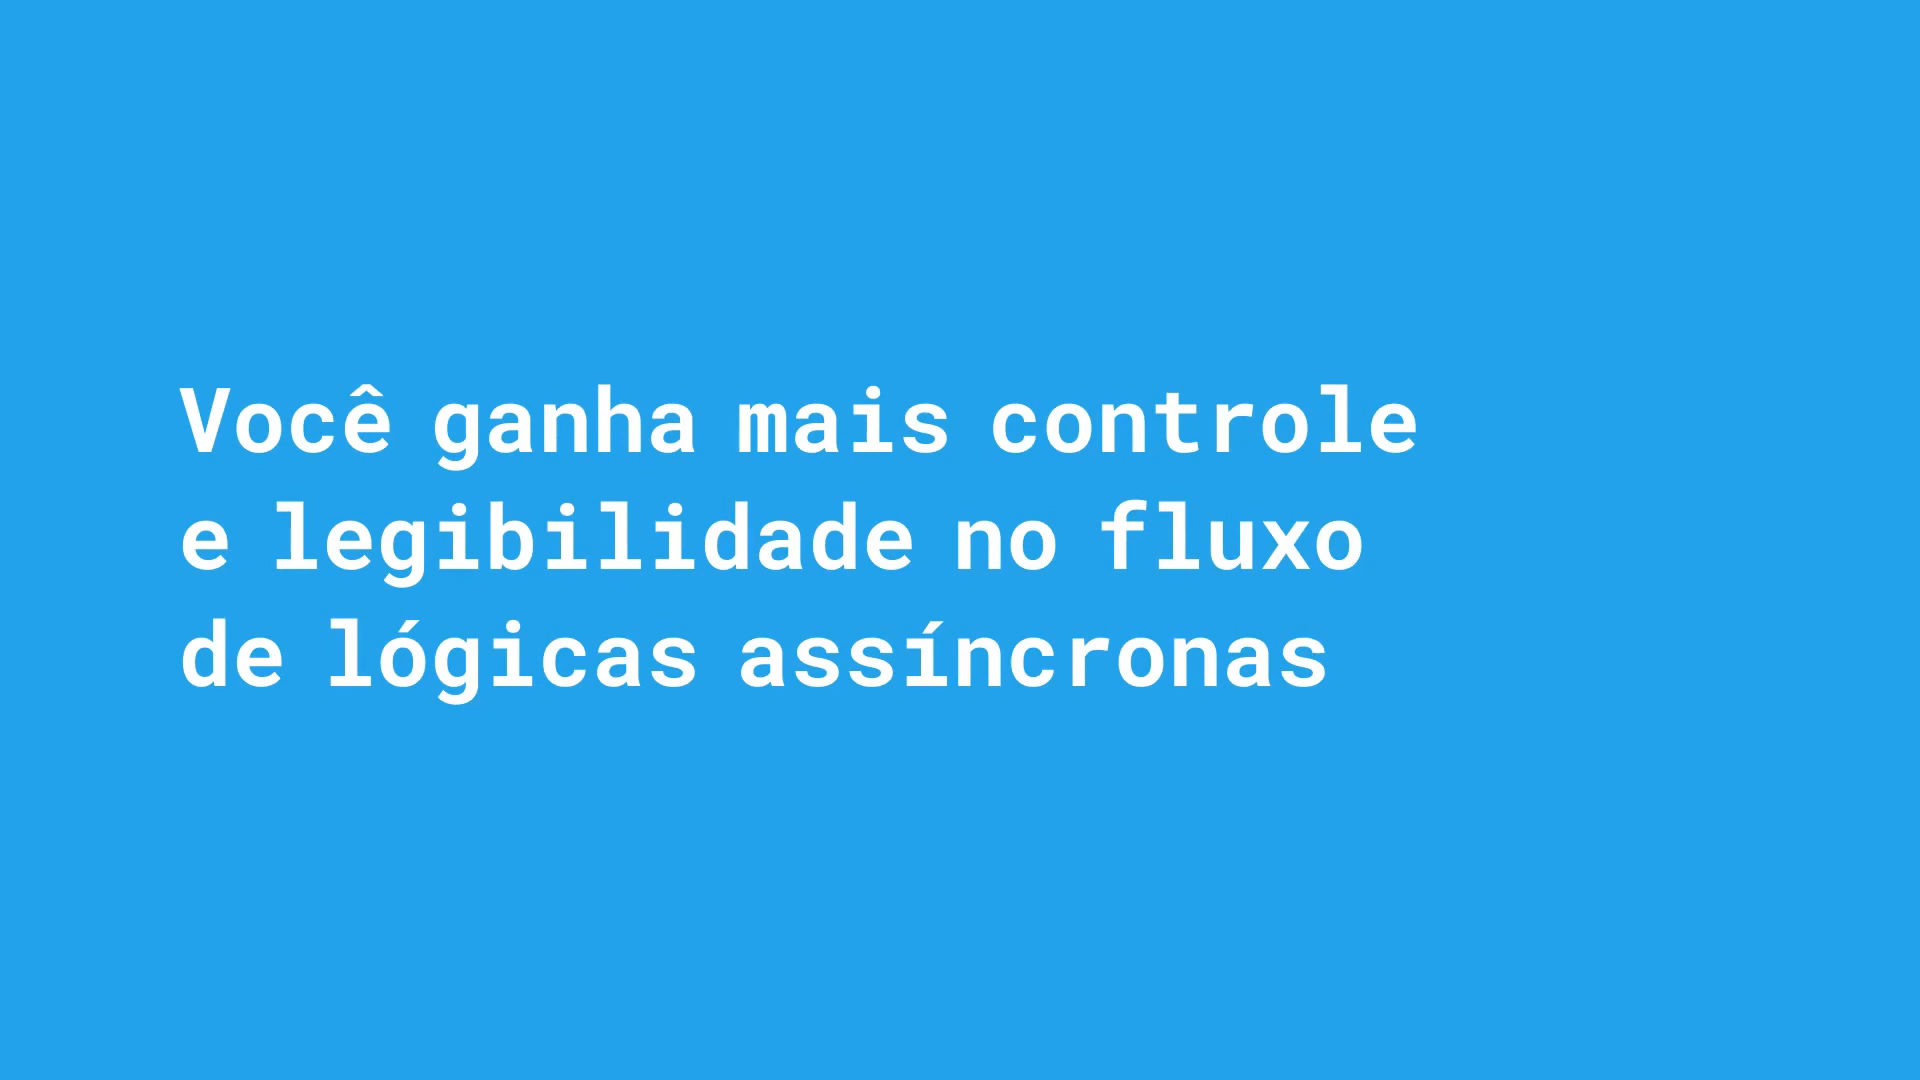 Você ganha mais controle
e legibilidade no fluxo
de lógicas assíncronas